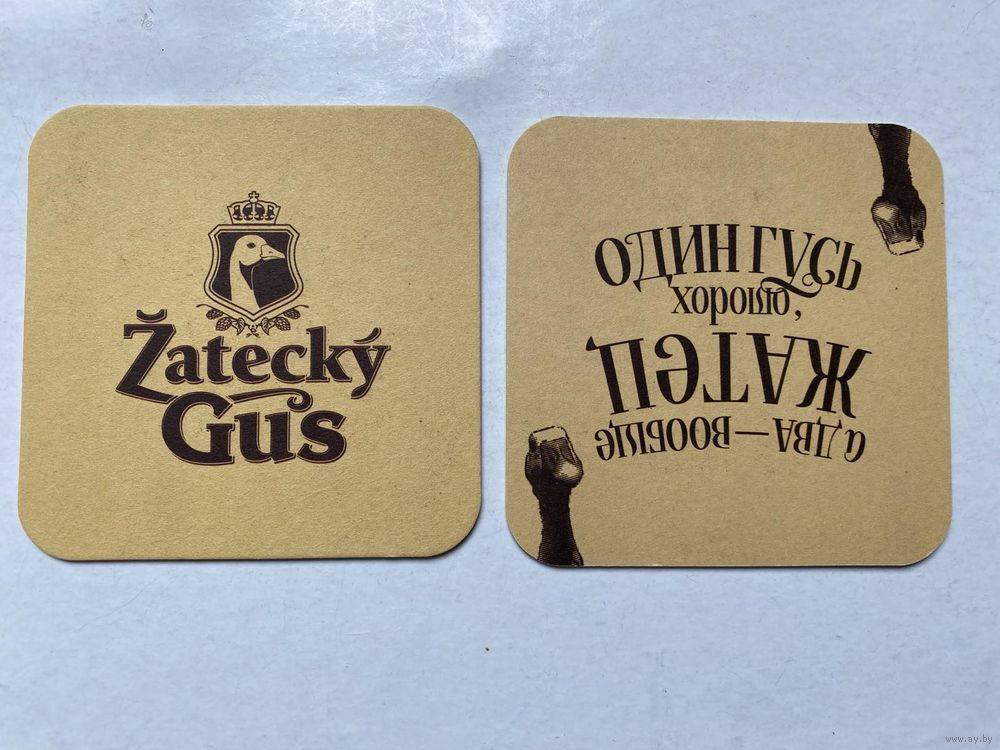 Žatecký
Gus
ОДИН ГУСЬ
хорошо,
а ДВА — ВООБЩЕ
ЖАТЕЦ
www.ay.by